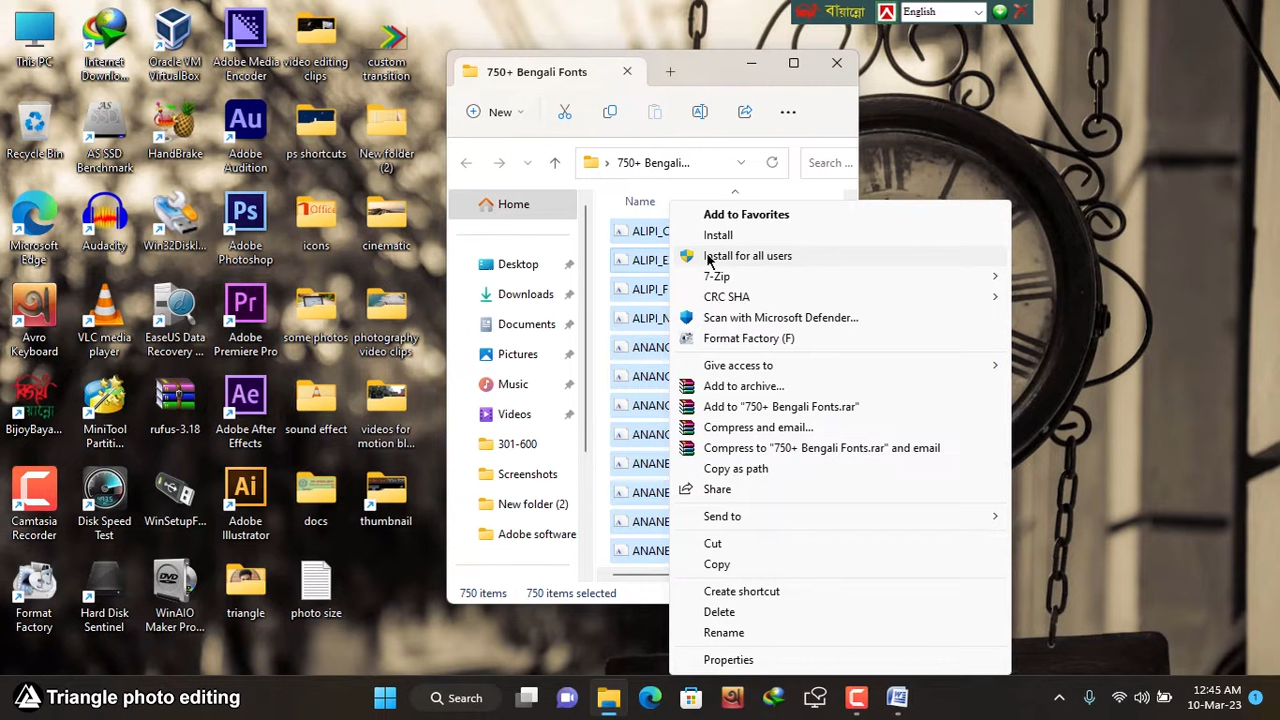 This PC
Internet Downlo...
Oracle VM VirtualBox
Adobe Media Encoder
video editing clips
custom transition
Recycle Bin
AS SSD Benchmark
HandBrake
Adobe Audition
ps shortcuts
New folder (2)
Microsoft Edge
Audacity
Win32DiskI...
Adobe Photoshop
icons
cinematic
Avro Keyboard
VLC media player
EaseUS Data Recovery ...
Adobe Premiere Pro
some photos
photography video clips
BijoyBaya...
MiniTool Partiti...
rufus-3.18
Adobe After Effects
sound effect
videos for motion bl...
Camtasia Recorder
Disk Speed Test
WinSetupF...
Adobe Illustrator
docs
thumbnail
Format Factory
Hard Disk Sentinel
WinAIO Maker Pro...
triangle
photo size
বায়ান্নো
English
750+ Bengali Fonts
New
750+ Bengali...
Search ...
Home
Desktop
Downloads
Documents
Pictures
Music
Videos
301-600
Screenshots
New folder (2)
Adobe software
Name
ALIPI_
ALIPI_E
ALIPI_F
ALIPI_N
ANAN
ANAN
ANANC
ANAN
ANANE
ANANE
ANANE
ANANE
750 items
750 items selected
Add to Favorites
Install
Install for all users
7-Zip
CRC SHA
Scan with Microsoft Defender...
Format Factory (F)
Give access to
Add to archive...
Add to "750+ Bengali Fonts.rar"
Compress and email...
Compress to "750+ Bengali Fonts.rar" and email
Copy as path
Share
Send to
Cut
Copy
Create shortcut
Delete
Rename
Properties
Triangle photo editing
Search
12:45 AM
10-Mar-23
1